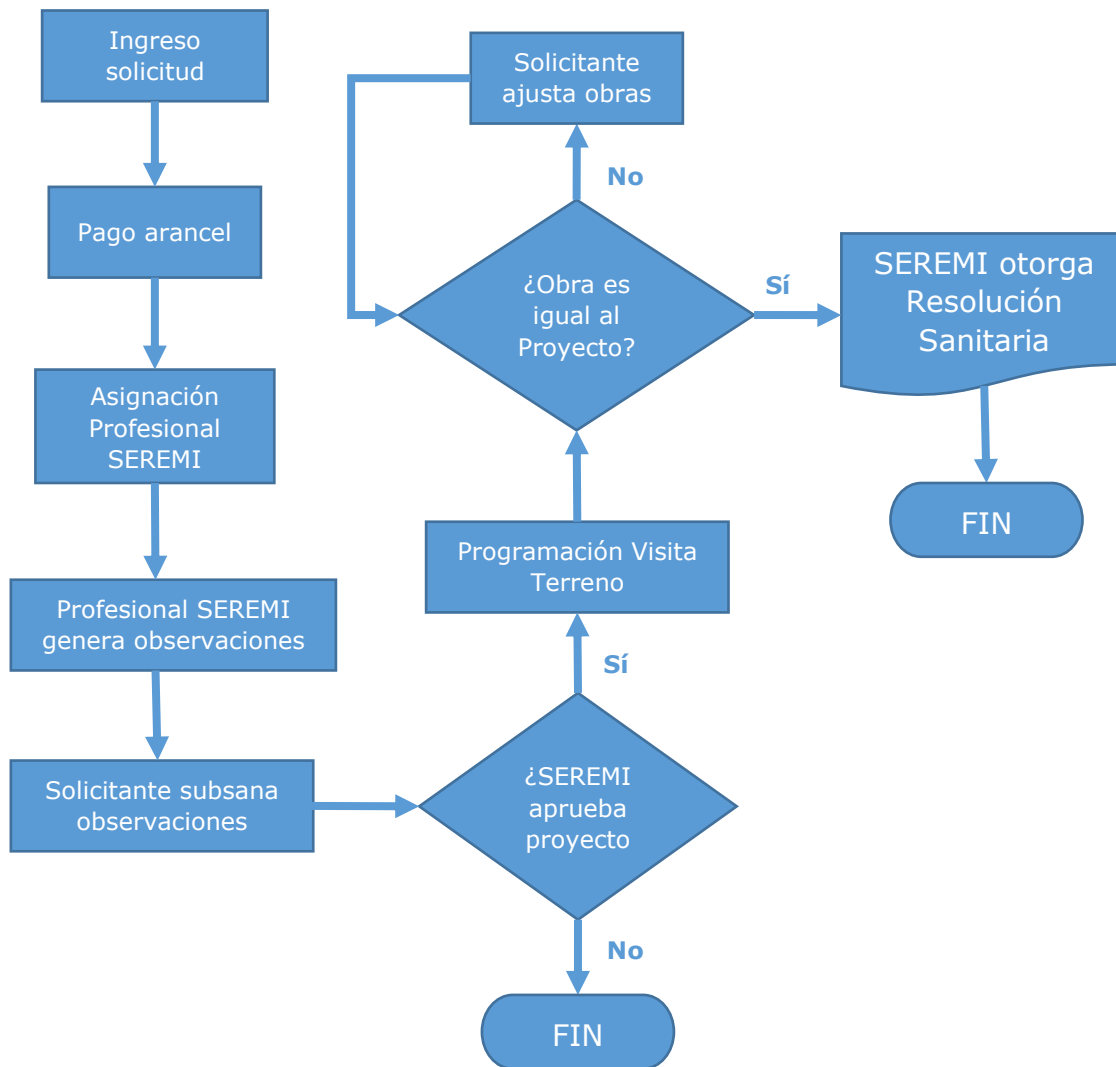 Ingreso
solicitud
Pago arancel
Asignación
Profesional
SEREMI
Profesional SEREMI
genera observaciones
Solicitante subsana
observaciones
¿SEREMI
aprueba
proyecto
No
FIN
Sí
Programación Visita
Terreno
¿Obra es
igual al
Proyecto?
No
Solicitante
ajusta obras
Sí
SEREMI otorga
Resolución
Sanitaria
FIN